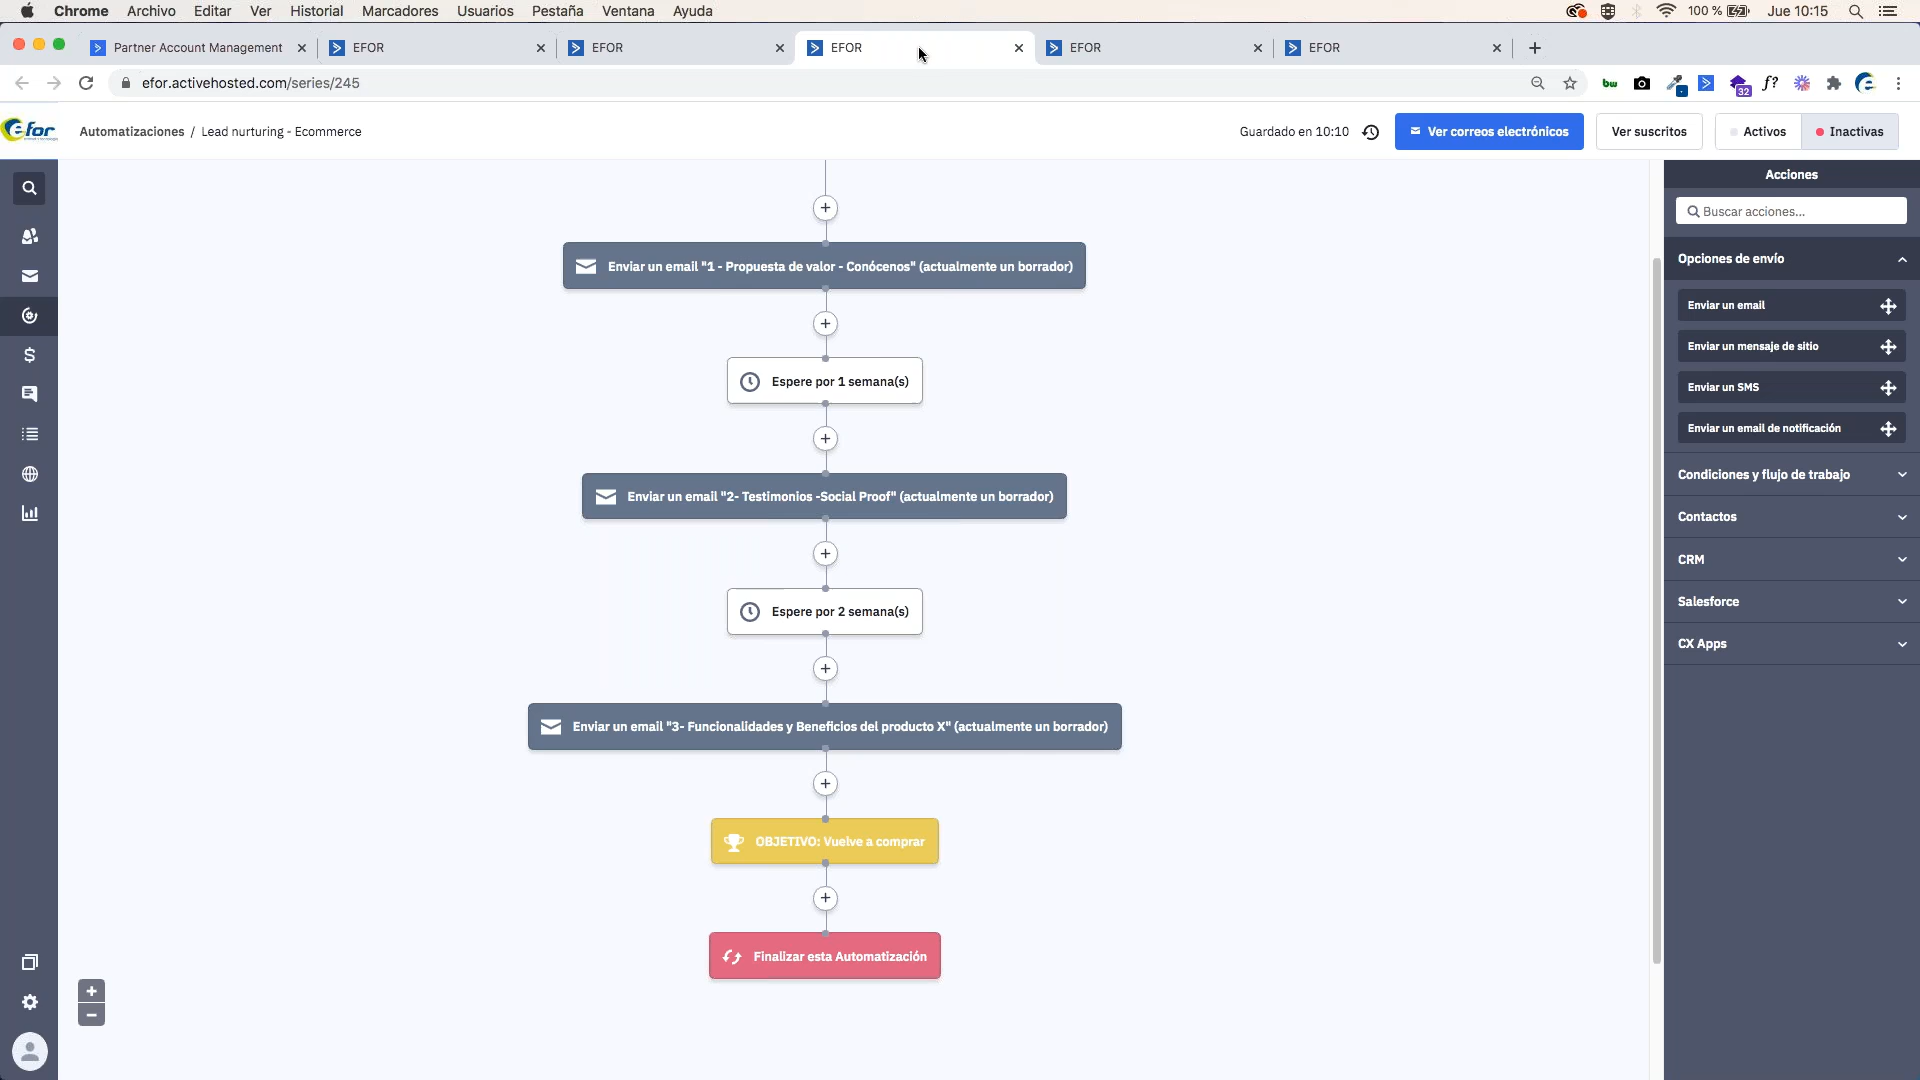 Chrome Archivo Editar Ver Historial Marcadores Usuarios Pestaña Ventana Ayuda 100 % Jue 10:15
Partner Account Management EFOR EFOR EFOR EFOR EFOR
efor.activehosted.com/series/245
bw 32 f?
efor
Automatizaciones / Lead nurturing - Ecommerce
Guardado en 10:10 Ver correos electrónicos Ver suscritos Activos Inactivas
Enviar un email "1 - Propuesta de valor - Conócenos" (actualmente un borrador)
Espere por 1 semana(s)
Enviar un email "2- Testimonios -Social Proof" (actualmente un borrador)
Espere por 2 semana(s)
Enviar un email "3- Funcionalidades y Beneficios del producto X" (actualmente un borrador)
OBJETIVO: Vuelve a comprar
Finalizar esta Automatización
Acciones
Buscar acciones...
Opciones de envío
Enviar un email
Enviar un mensaje de sitio
Enviar un SMS
Enviar un email de notificación
Condiciones y flujo de trabajo
Contactos
CRM
Salesforce
CX Apps